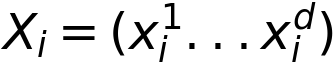 X_i = (x_i^1 ... x_i^d)